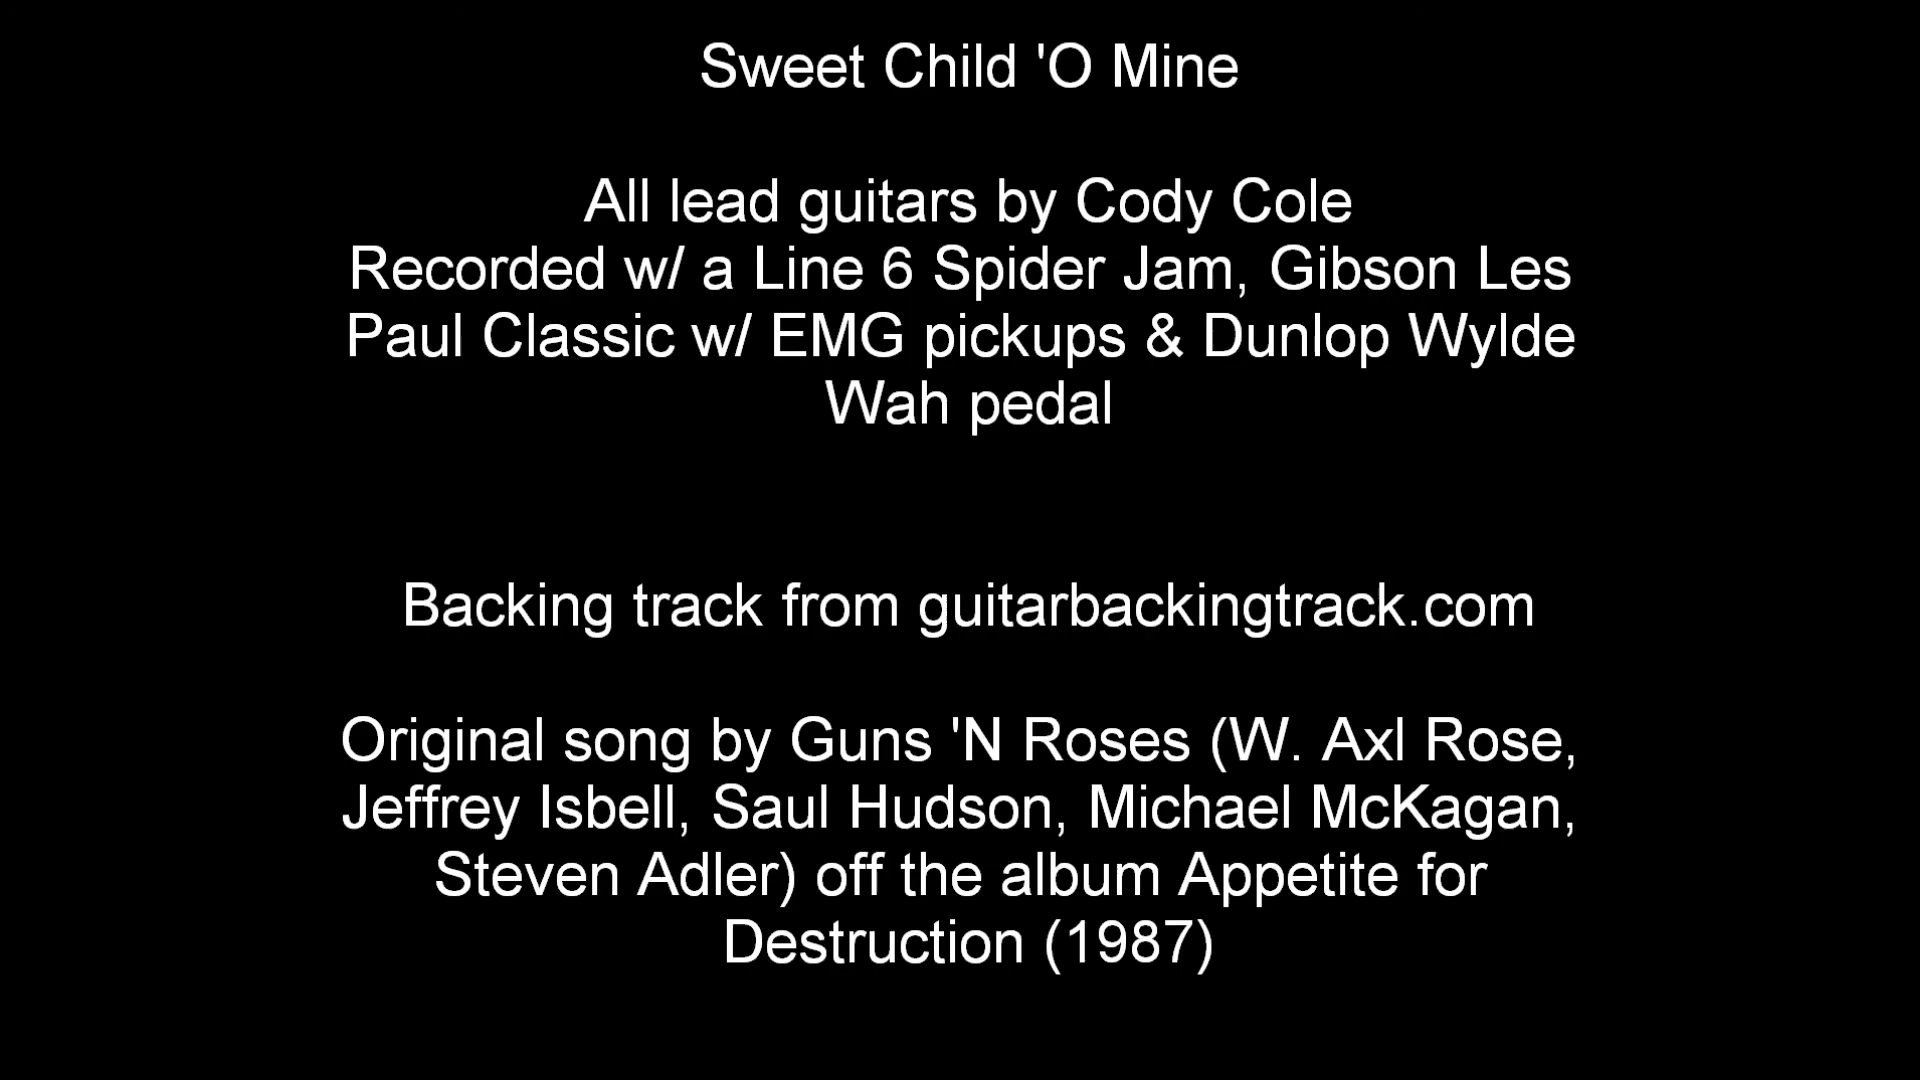 Sweet Child 'O Mine
All lead guitars by Cody Cole
Recorded w/ a Line 6 Spider Jam, Gibson Les
Paul Classic w/ EMG pickups & Dunlop Wylde
Wah pedal
Backing track from guitarbackingtrack.com
Original song by Guns 'N Roses (W. Axl Rose,
Jeffrey Isbell, Saul Hudson, Michael McKagan,
Steven Adler) off the album Appetite for
Destruction (1987)